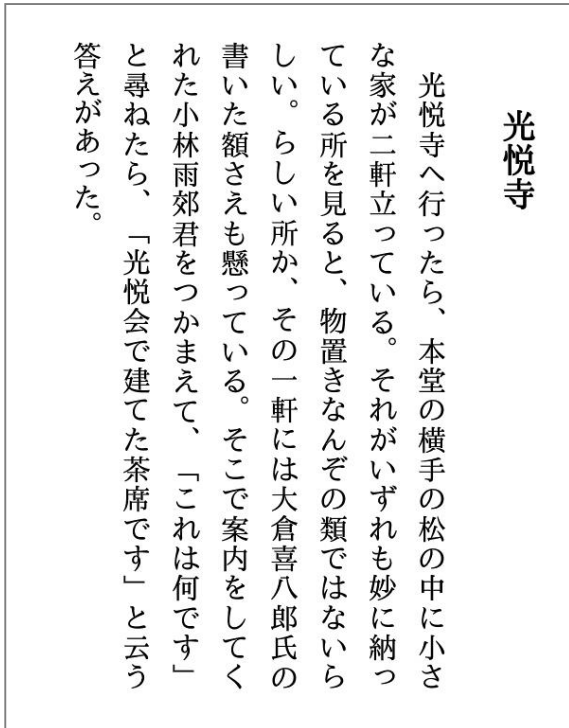 光悦寺
光悦寺へ行ったら、本堂の横手の松の中に小さ
な家が二軒立っている。それがいずれも妙に納っ
ている所を見ると、物置きなんぞの類ではないら
しい。らしい所か、その一軒には大倉喜八郎氏の
書いた額さえも懸っている。そこで案内をしてく
れた小林雨郊君をつかまえて、「これは何です」
と尋ねたら、「光悦会で建てた茶席です」と云う
答えがあった。